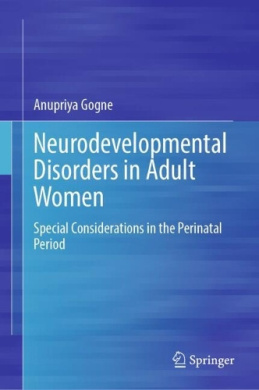 Anupriya Gogne
Neurodevelopmental
Disorders in Adult
Women
Special Considerations in the Perinatal
Period
Springer